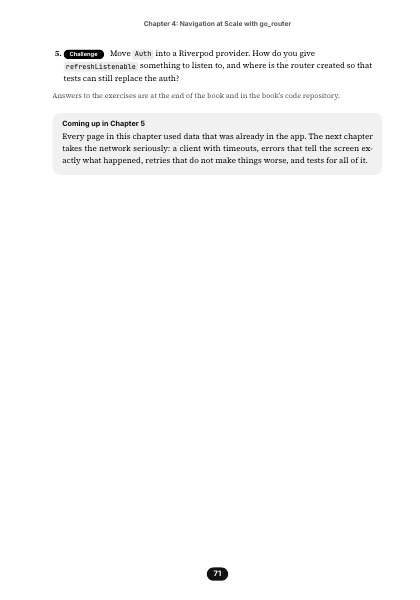 Chapter 4: Navigation at Scale with go_router
5. Challenge Move Auth into a Riverpod provider. How do you give
refreshListenable something to listen to, and where is the router created so that
tests can still replace the auth?
Answers to the exercises are at the end of the book and in the book's code repository.
Coming up in Chapter 5
Every page in this chapter used data that was already in the app. The next chapter
takes the network seriously: a client with timeouts, errors that tell the screen ex-
actly what happened, retries that do not make things worse, and tests for all of it.
71